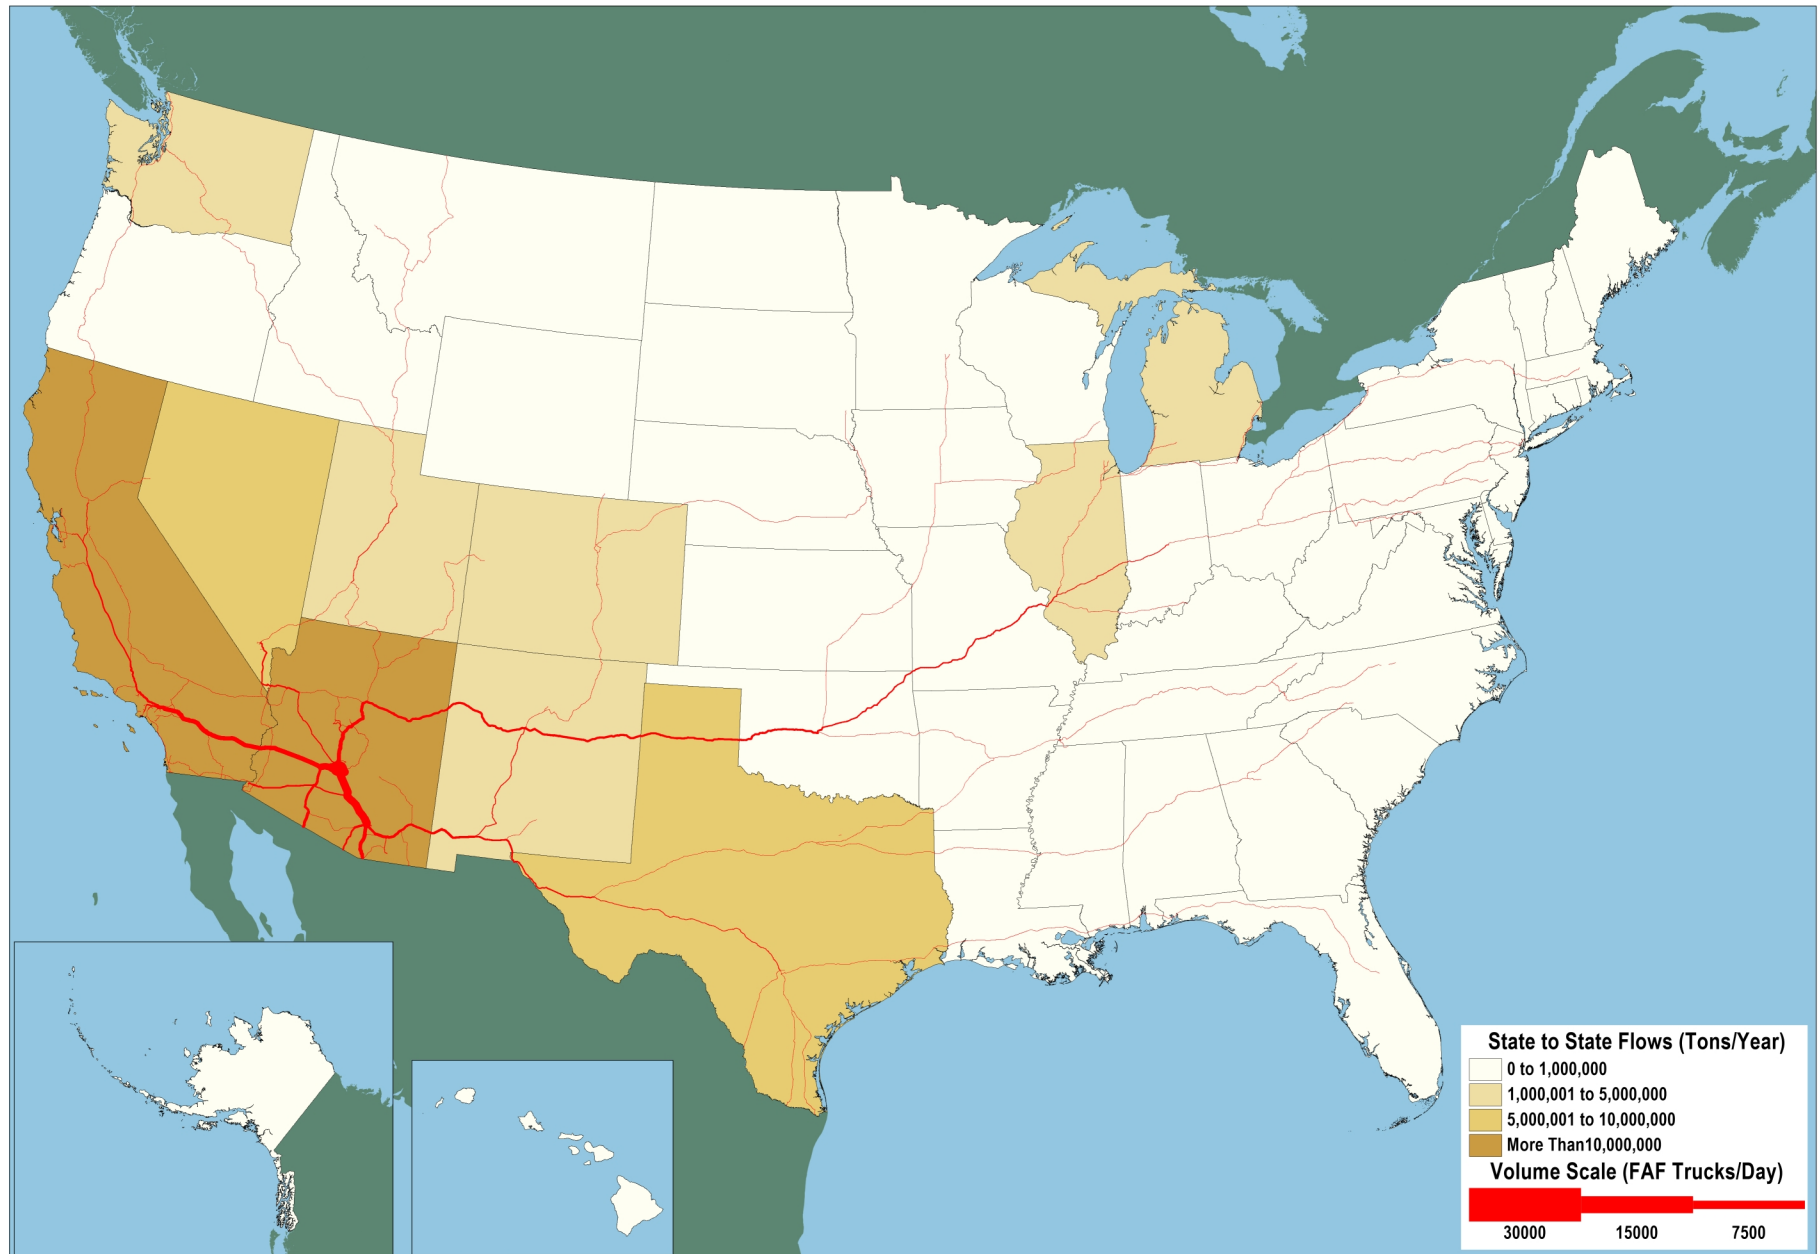 State to State Flows (Tons/Year)
0 to 1,000,000
1,000,001 to 5,000,000
5,000,001 to 10,000,000
More Than10,000,000
Volume Scale (FAF Trucks/Day)
30000 15000 7500